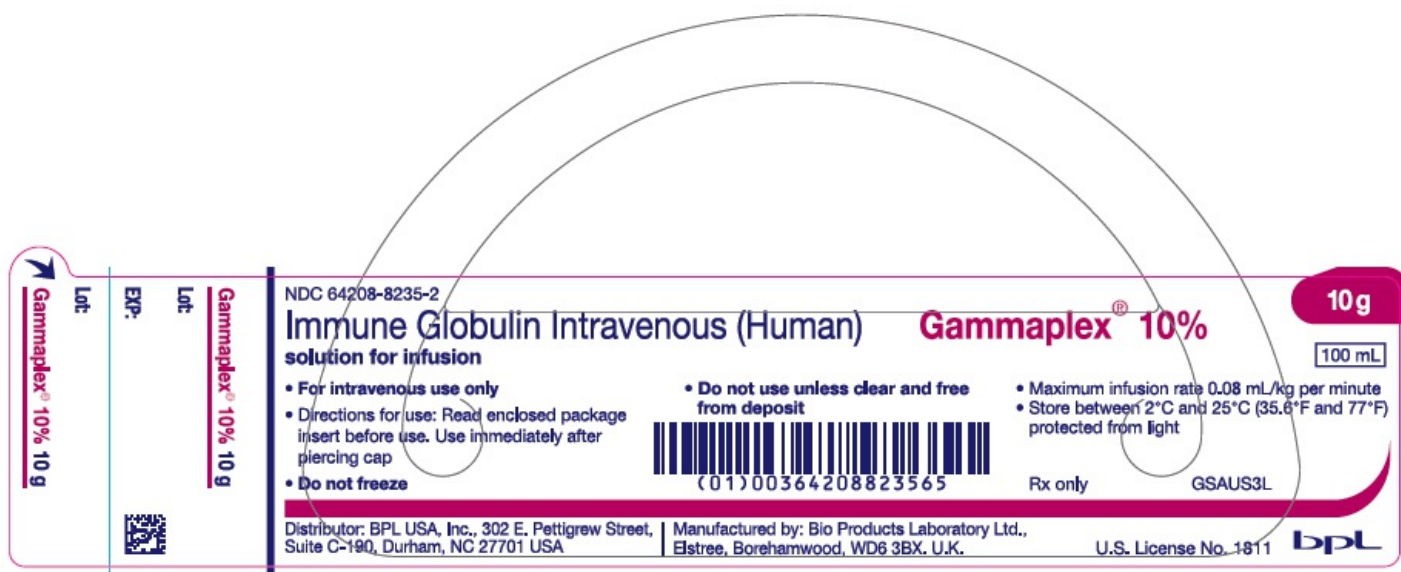 Gammaplex® 10% 10 g
Lot:
EXP:
Lot:
Gammaplex® 10% 10 g
NDC 64208-8235-2
Immune Globulin Intravenous (Human) Gammaplex® 10%
solution for infusion
10 g
100 mL
• For intravenous use only
• Directions for use: Read enclosed package
insert before use. Use immediately after
piercing cap
• Do not freeze
• Do not use unless clear and free
from deposit
(01)00364208823565
• Maximum infusion rate 0.08 mL/kg per minute
• Store between 2°C and 25°C (35.6°F and 77°F)
protected from light
Rx only GSAUS3L
Distributor: BPL USA, Inc., 302 E. Pettigrew Street,
Suite C-190, Durham, NC 27701 USA
Manufactured by: Bio Products Laboratory Ltd.,
Elstree, Borehamwood, WD6 3BX. U.K.
U.S. License No. 1811
bpl